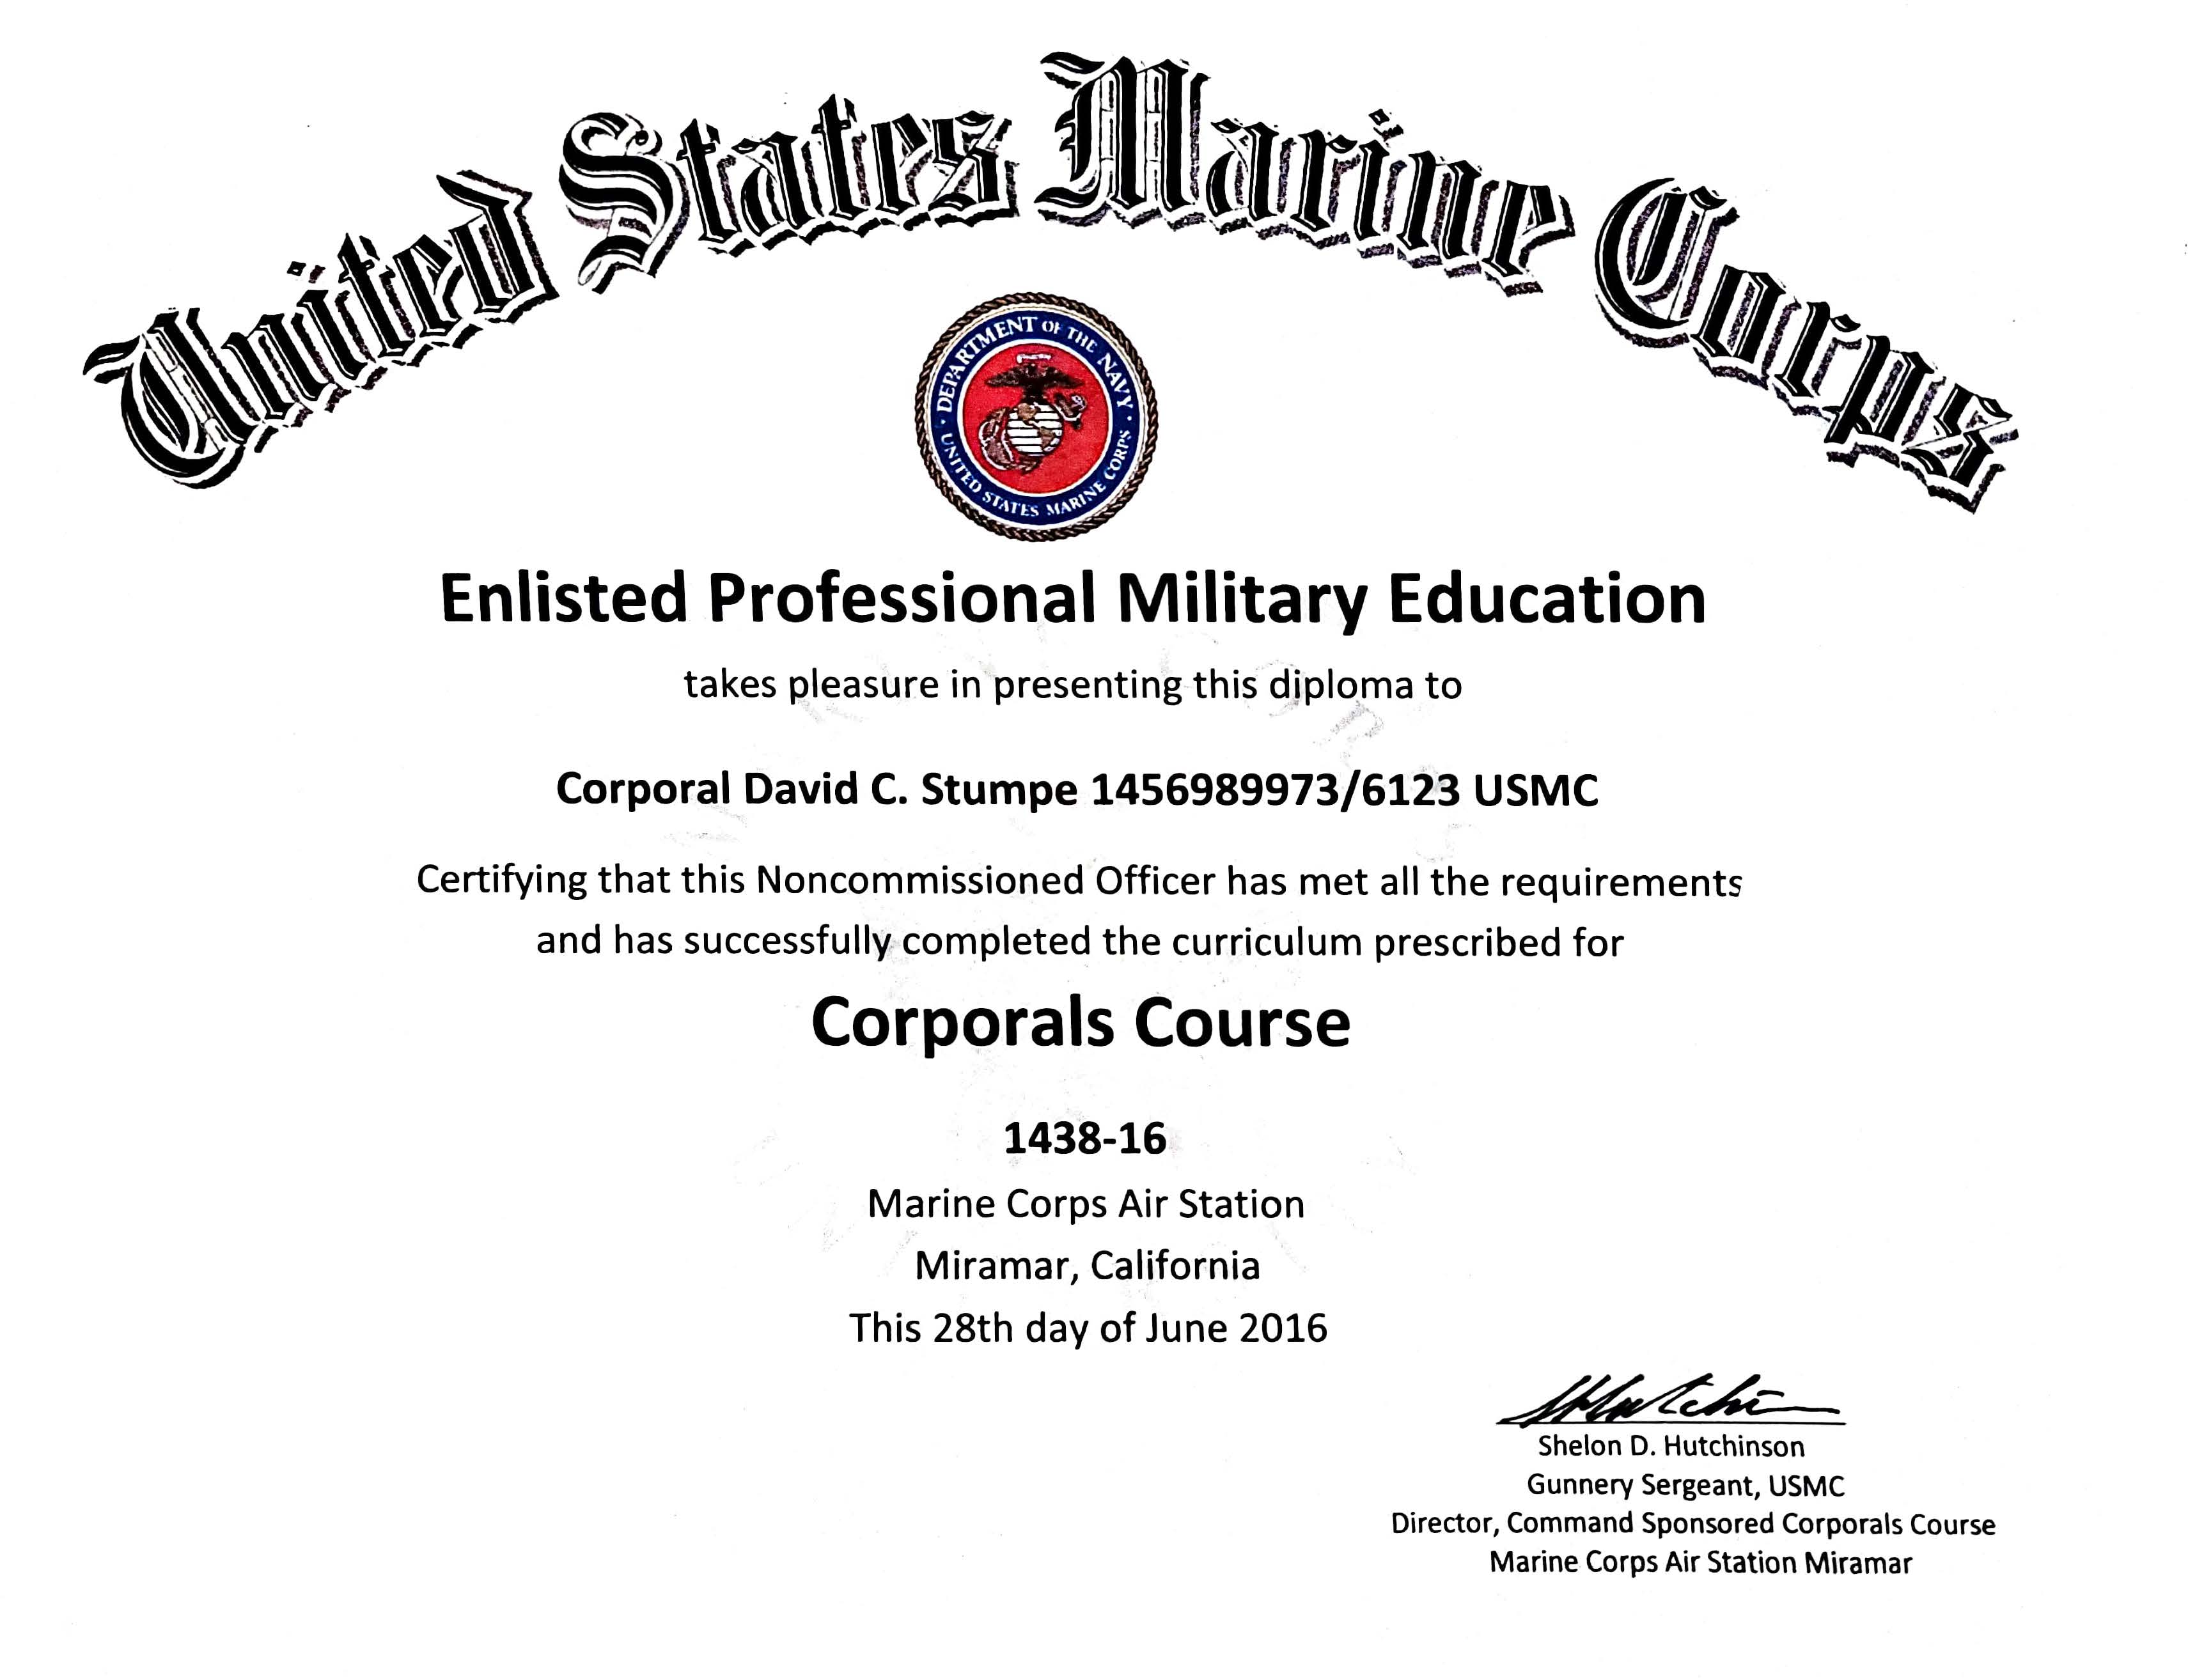 United States Marine Corps
DEPARTMENT OF THE NAVY
UNITED STATES MARINE CORPS
Enlisted Professional Military Education
takes pleasure in presenting this diploma to
Corporal David C. Stumpe 1456989973/6123 USMC
Certifying that this Noncommissioned Officer has met all the requirements
and has successfully completed the curriculum prescribed for
Corporals Course
1438-16
Marine Corps Air Station
Miramar, California
This 28th day of June 2016
Shelon D. Hutchinson
Gunnery Sergeant, USMC
Director, Command Sponsored Corporals Course
Marine Corps Air Station Miramar